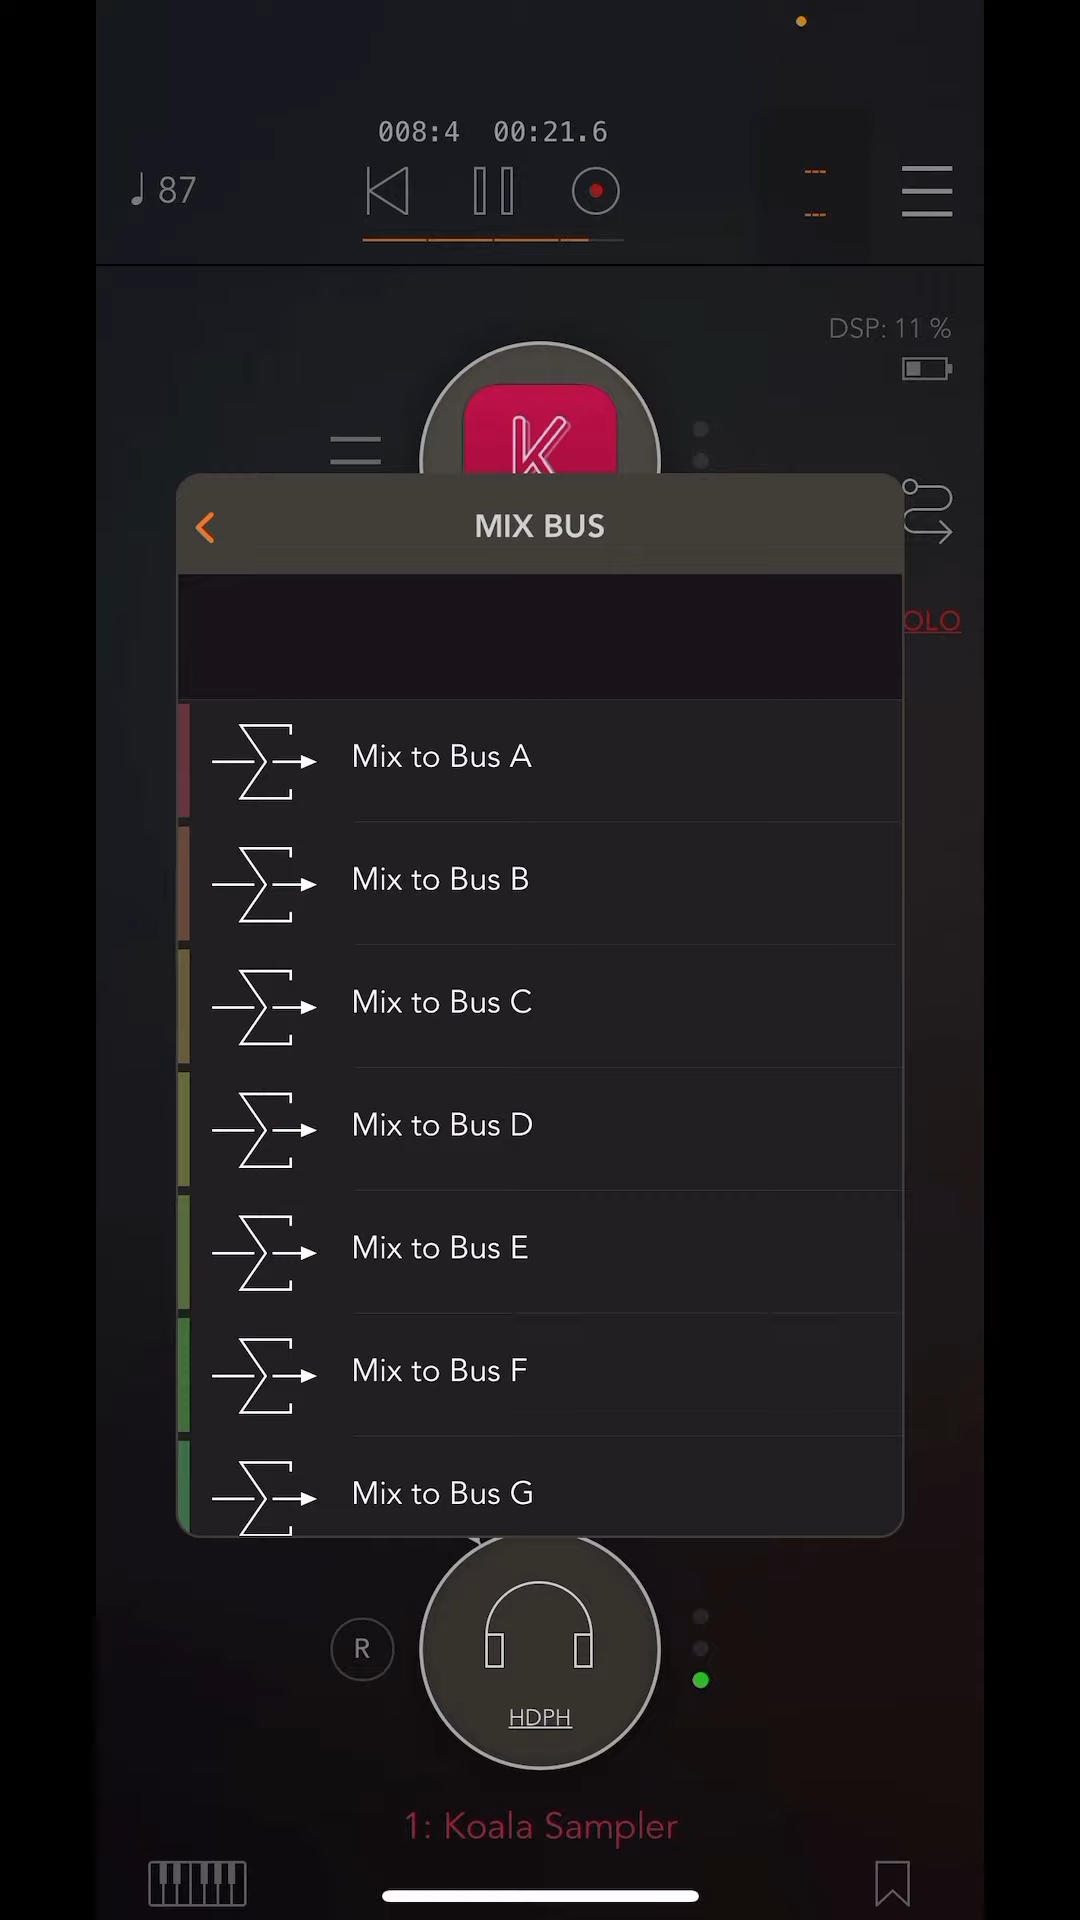 008:4 00:21.6
87
DSP: 11 %
K
MIX BUS
OLO
Mix to Bus A
Mix to Bus B
Mix to Bus C
Mix to Bus D
Mix to Bus E
Mix to Bus F
Mix to Bus G
R
HDPH
1: Koala Sampler